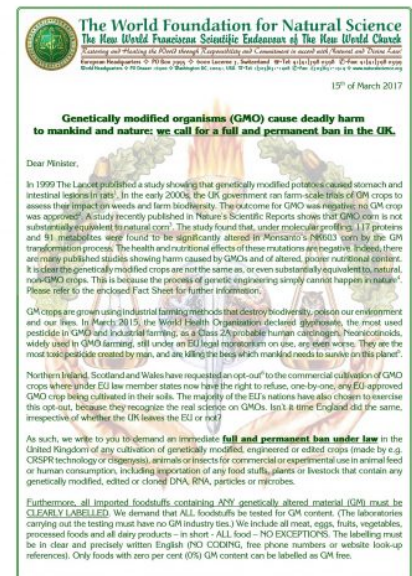 The World Foundation for Natural Science
The New World Franciscan Scientific Endeavour of The New World Church
Restoring and Healing the World through Responsibility and Commitment in accord with Natural and Divine Law!
15th of March 2017
Genetically modified organisms (GMO) cause deadly harm
to mankind and nature: we call for a full and permanent ban in the UK.
Dear Minister,
In 1999 The Lancet published a study showing that genetically modified potatoes caused stomach and
intestinal lesions in rats¹. In the early 2000s, the UK government ran farm-scale trials of GM crops to
assess their impact on weeds and farm biodiversity. The outcome for GMO was negative; no GM crop
was approved². A study recently published in Nature's Scientific Reports shows that GMO corn is not
substantially equivalent to natural corn³. The study found that, under molecular profiling, 117 proteins
and 91 metabolites were found to be significantly altered in Monsanto's NK603 corn by the GM
transformation process. The health and nutritional effects of these mutations are negative. Indeed, there
are many published studies showing harm caused by GMOs and of altered, poorer nutritional content.
It is clear the genetically modified crops are not the same as, or even substantially equivalent to, natural,
non-GMO crops. This is because the process of genetic engineering simply cannot happen in nature⁴.
Please refer to the enclosed Fact Sheet for further information.
GM crops are grown using industrial farming methods that destroy biodiversity, poison our environment
and our lives. In March 2015, the World Health Organisation declared glyphosate, the most used
pesticide in GMO and industrial farming, as a Class 2A probable human carcinogen. Neonicotinoids,
widely used in GMO farming, still under an EU legal moratorium on use, are even worse. They are the
most toxic pesticide created by man, and are killing the bees which mankind needs to survive on this planet⁵.
Northern Ireland, Scotland and Wales have requested an opt-out⁶ to the commercial cultivation of GMO
crops where under EU law member states now have the right to refuse, one-by-one, any EU-approved
GMO crop being cultivated in their soils. The majority of the EU's nations have also chosen to exercise
this opt-out, because they recognize the real science on GMOs. Isn't it time England did the same,
irrespective of whether the UK leaves the EU or not?
As such, we write to you to demand an immediate full and permanent ban under law in the
United Kingdom of any cultivation of genetically modified, engineered or edited crops (made by e.g.
CRSPR technology or cisgenysis), animals or insects for commercial or experimental use in animal feed
or human consumption, including importation of any food stuffs, plants or livestock that contain any
genetically modified, edited or cloned DNA, RNA, particles or microbes.
Furthermore, all imported foodstuffs containing ANY genetically altered material (GM) must be
CLEARLY LABELLED. We demand that ALL foodstuffs be tested for GM content. (The laboratories
carrying out the testing must have no GM industry ties.) We include all meat, eggs, fruits, vegetables,
processed foods and all dairy products – in short - ALL food – NO EXCEPTIONS. The labelling must
be in clear and precisely written English (NO CODING, free phone numbers or website look-up
references). Only foods with zero per cent (0%) GM content can be labelled as GM free.